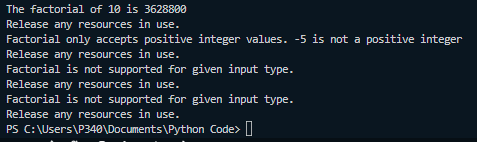 The factorial of 10 is 3628800
Release any resources in use.
Factorial only accepts positive integer values. -5 is not a positive integer
Release any resources in use.
Factorial is not supported for given input type.
Release any resources in use.
Factorial is not supported for given input type.
Release any resources in use.
PS C:\Users\P340\Documents\Python Code>